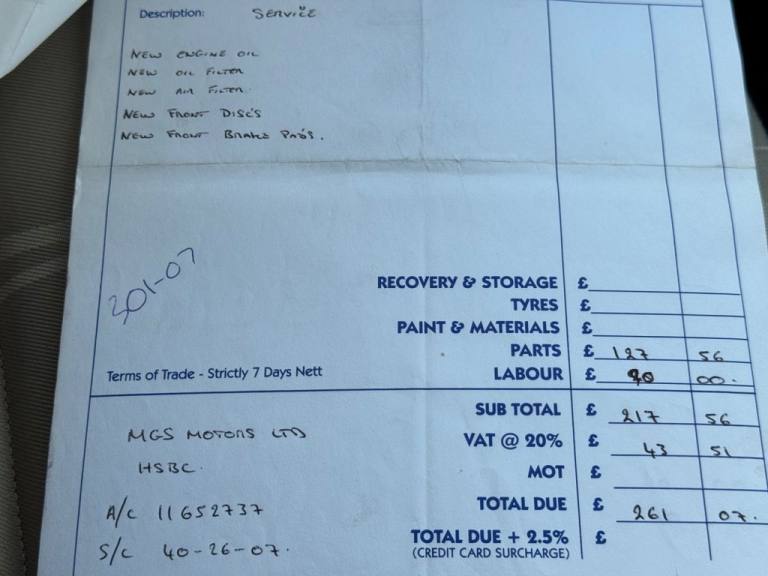 Description: SERVICE
NEW ENGINE OIL
NEW OIL FILTER
NEW AIR FILTER.
NEW FRONT DISC'S
NEW FRONT BRAKE PAD'S.
301-07
RECOVERY & STORAGE £
TYRES £
PAINT & MATERIALS £
PARTS £ 127 56
Terms of Trade - Strictly 7 Days Nett
LABOUR £ 90 00.
SUB TOTAL £ 217 56
MGS MOTORS LTD
VAT @ 20% £ 43 51
HSBC.
MOT £
A/c 11652737
TOTAL DUE £ 261 07.
S/c 40-26-07.
TOTAL DUE + 2.5% £
(CREDIT CARD SURCHARGE)